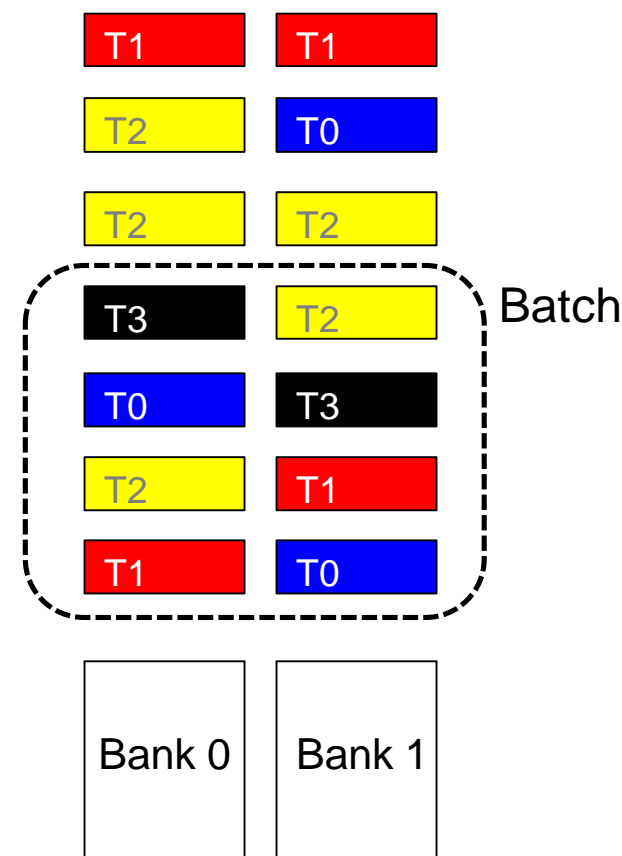 T1 T1
T2 T0
T2 T2
T3 T2 Batch
T0 T3
T2 T1
T1 T0
Bank 0 Bank 1